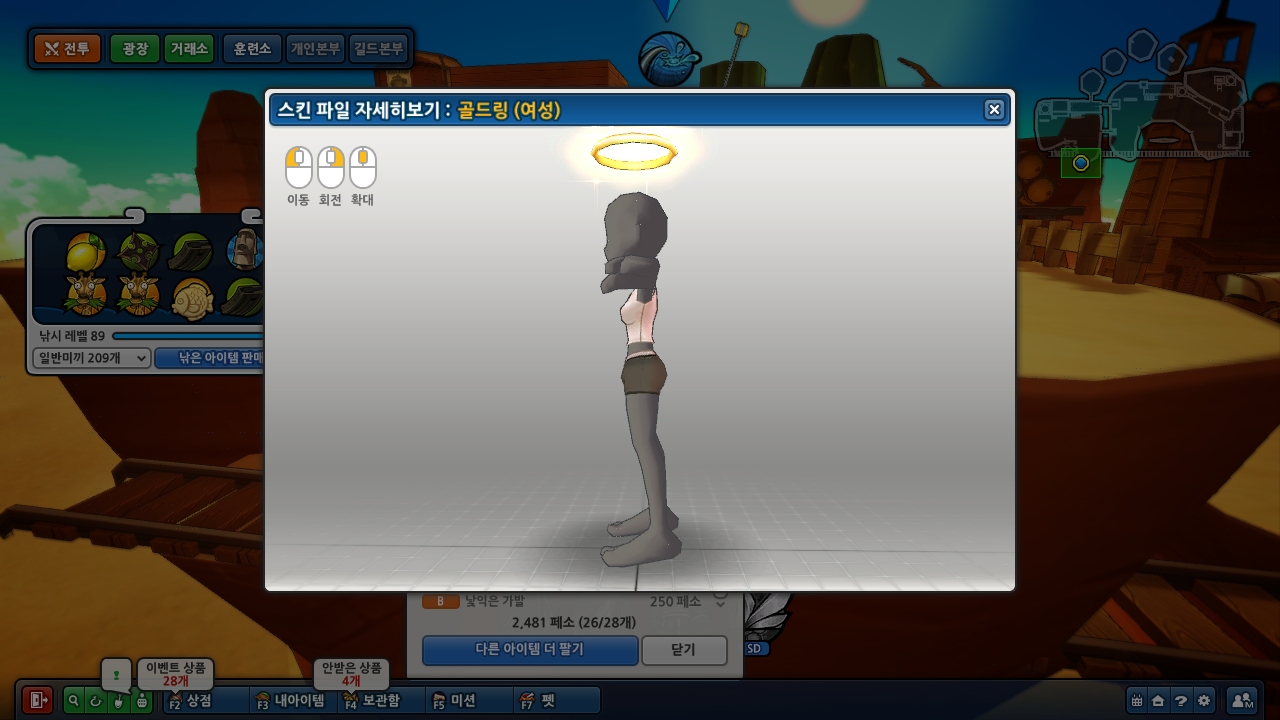 전투 광장 거래소 훈련소 개인본부 길드본부
스킨 파일 자세히보기 : 골드링 (여성)
이동 회전 확대
낚시 레벨 89
일반미끼 209개 낚은 아이템 판매
B 낯익은 가발 250 페소
2,481 페소 (26/28개)
다른 아이템 더 팔기 닫기
SD
이벤트 상품
28개
안받은 상품
4개
F2 상점 F3 내아이템 F4 보관함 F5 미션 F7 펫
M